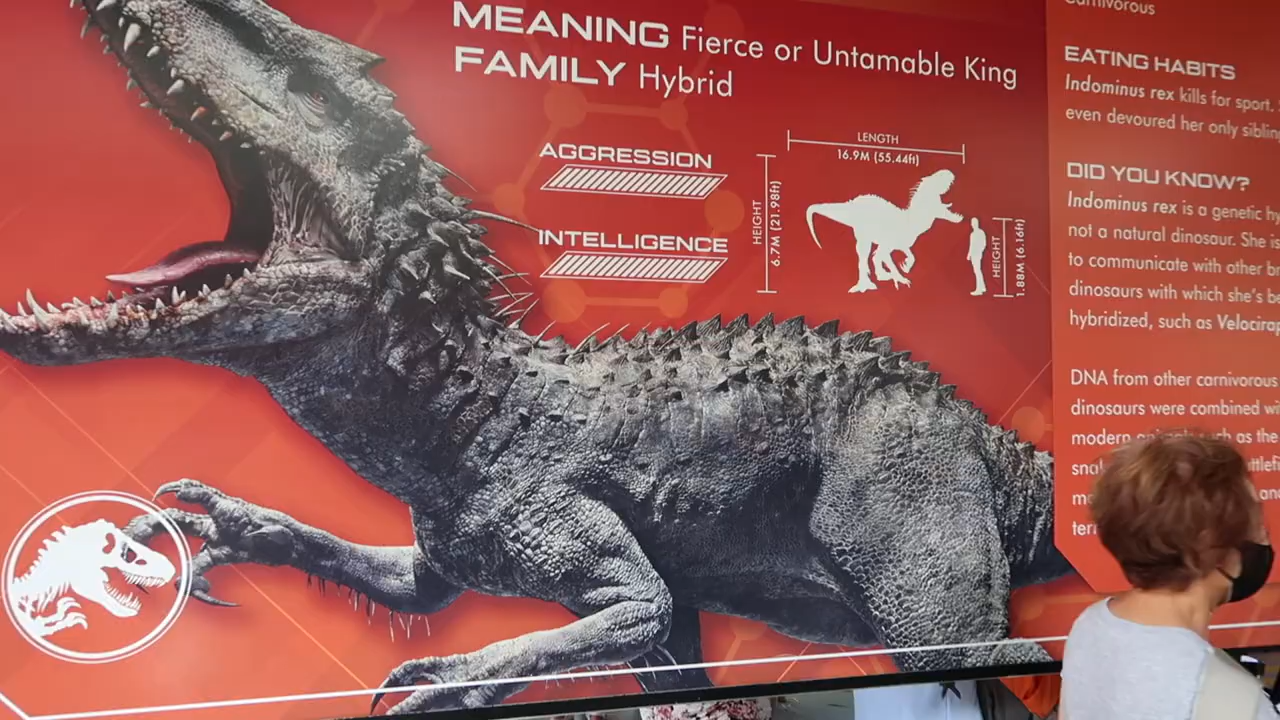 MEANING Fierce or Untamable King
FAMILY Hybrid
AGGRESSION
INTELLIGENCE
LENGTH
16.9M (55.44ft)
HEIGHT
6.7M (21.98ft)
HEIGHT
1.88M (6.16ft)
Carnivorous
EATING HABITS
Indominus rex kills for sport.
even devoured her only
DID YOU KNOW?
Indominus rex is a genetic
not a natural dinosaur. She is
to communicate with other
dinosaurs with which she's
hybridized, such as
DNA from other carnivorous
dinosaurs were combined
modern as the